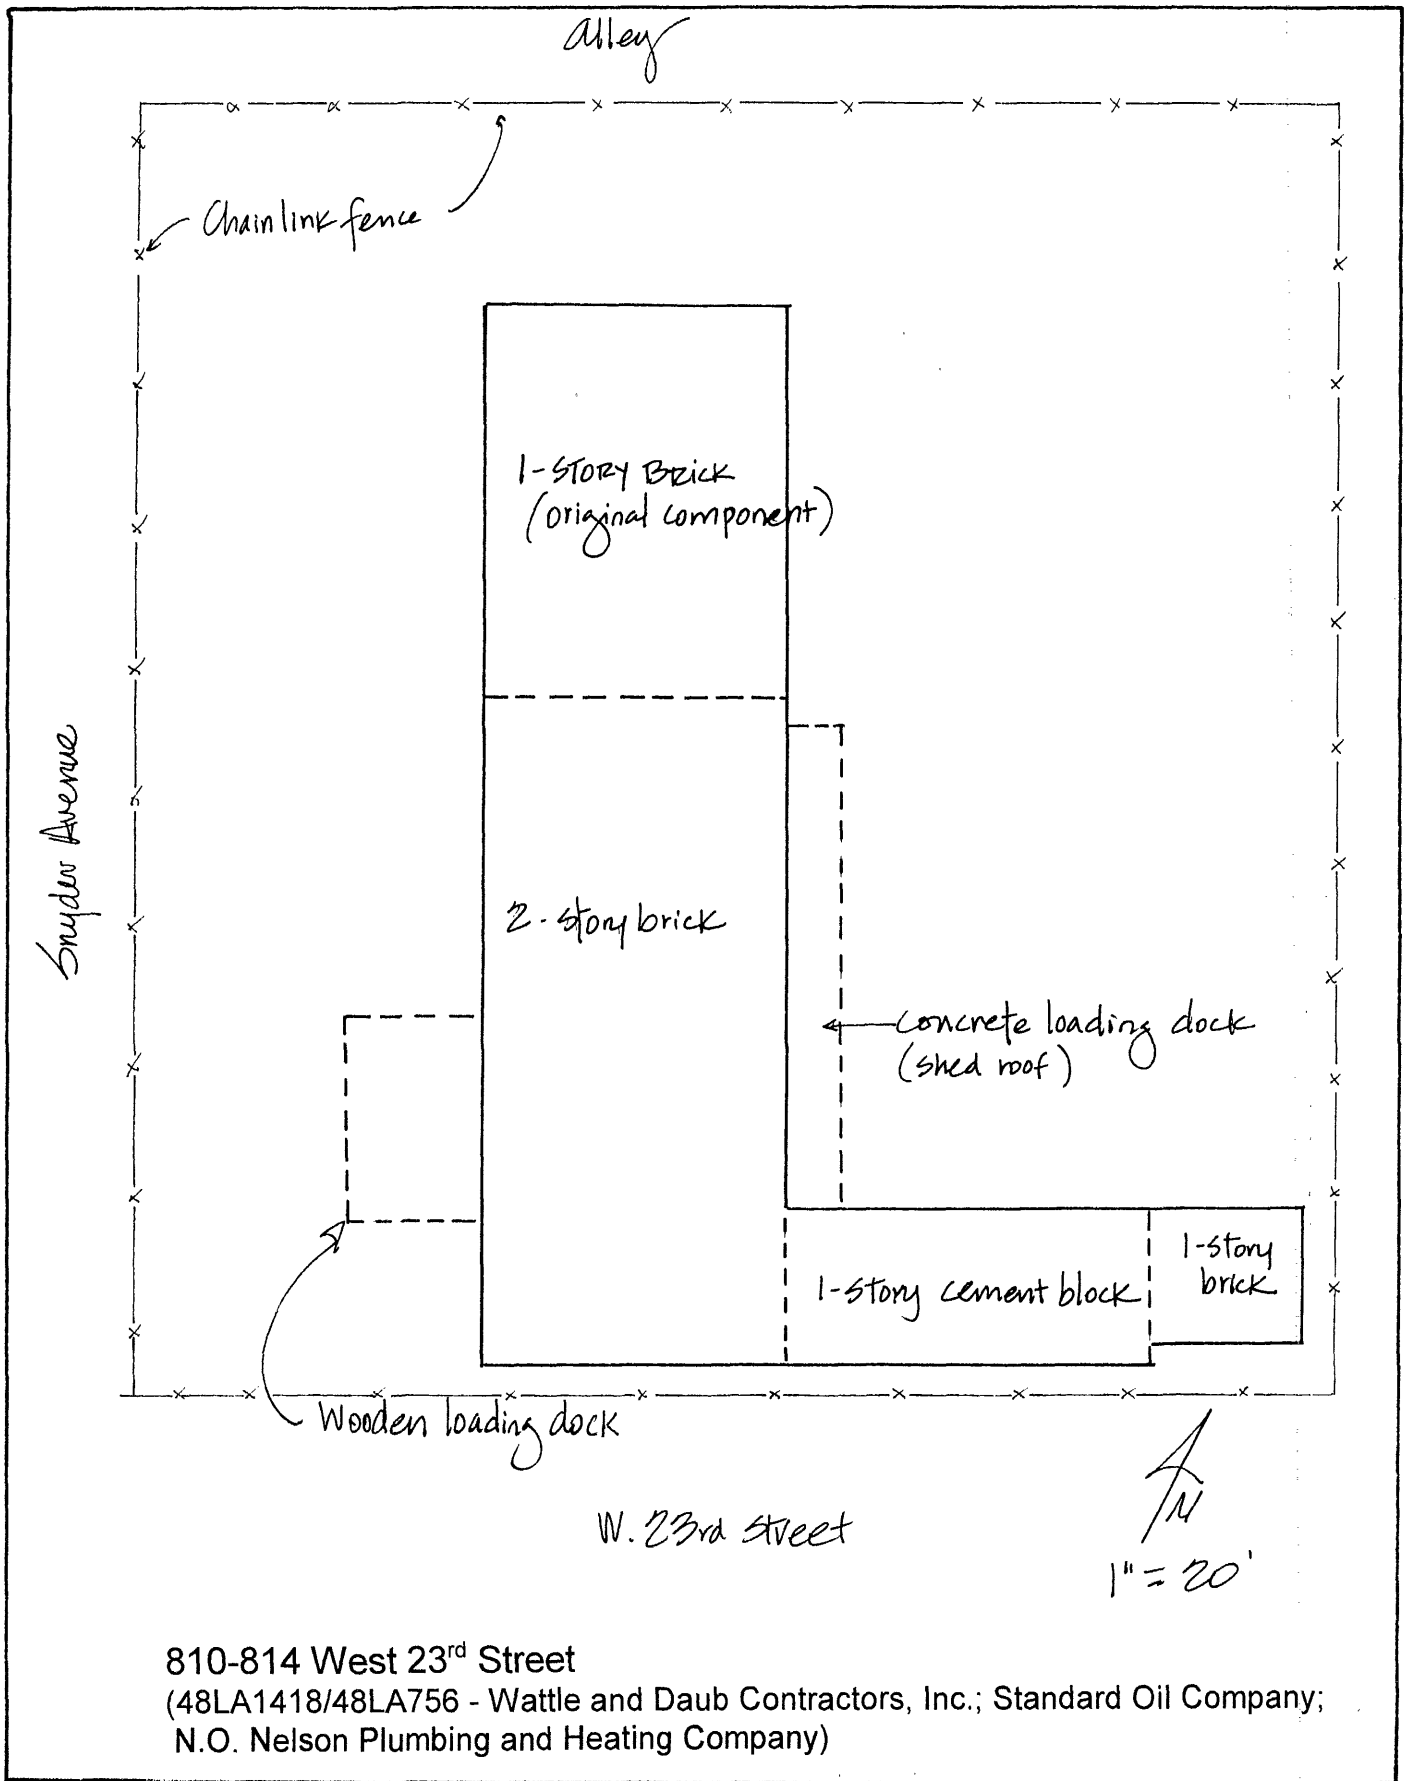 Alley
Chain link fence
1-STORY BRICK
(original component)
Snyder Avenue
2-story brick
concrete loading dock
(shed roof)
1-story
brick
1-story cement block
Wooden loading dock
N
W. 23rd street
1" = 20'
810-814 West 23rd Street
(48LA1418/48LA756 - Wattle and Daub Contractors, Inc.; Standard Oil Company;
N.O. Nelson Plumbing and Heating Company)